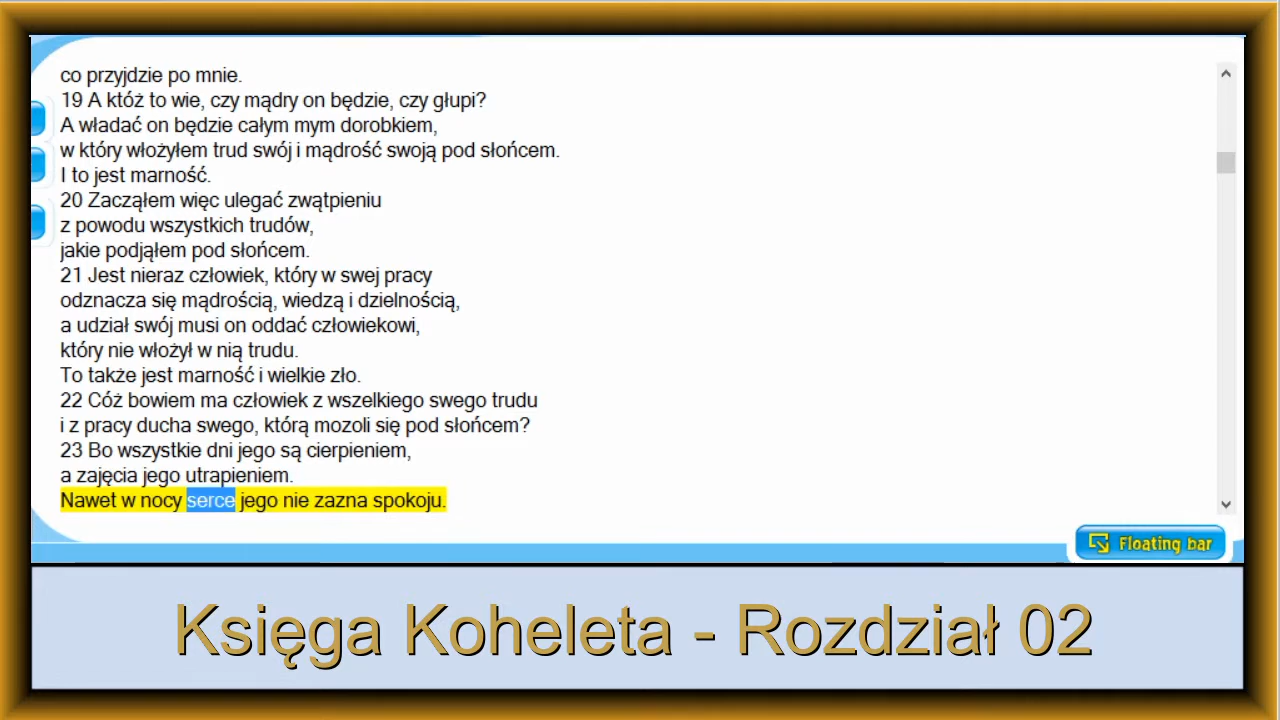 co przyjdzie po mnie.
19 A któż to wie, czy mądry on będzie, czy głupi?
A władać on będzie całym mym dorobkiem,
w który włożyłem trud swój i mądrość swoją pod słońcem.
I to jest marność.
20 Zacząłem więc ulegać zwątpieniu
z powodu wszystkich trudów,
jakie podjąłem pod słońcem.
21 Jest nieraz człowiek, który w swej pracy
odznacza się mądrością, wiedzą i dzielnością,
a udział swój musi on oddać człowiekowi,
który nie włożył w nią trudu.
To także jest marność i wielkie zło.
22 Cóż bowiem ma człowiek z wszelkiego swego trudu
i z pracy ducha swego, którą mozoli się pod słońcem?
23 Bo wszystkie dni jego są cierpieniem,
a zajęcia jego utrapieniem.
Nawet w nocy serce jego nie zazna spokoju.
Floating bar
Księga Koheleta - Rozdział 02